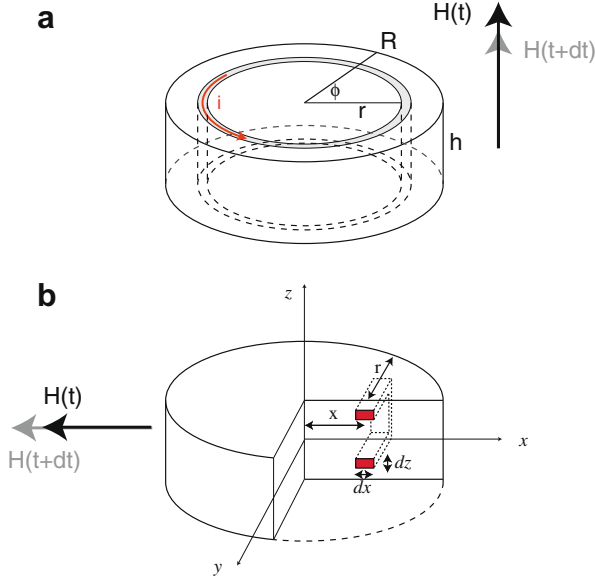 a
H(t)
H(t+dt)
R
ϕ
i
r
h
b
z
H(t)
H(t+dt)
r
x
x
dz
dx
y